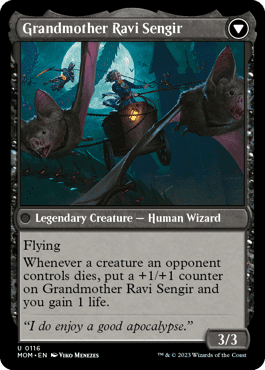 Grandmother Ravi Sengir
Legendary Creature — Human Wizard
Flying
Whenever a creature an opponent
controls dies, put a +1/+1 counter
on Grandmother Ravi Sengir and
you gain 1 life.
"I do enjoy a good apocalypse."
3/3
U 0116
MOM • EN Yeko Menezes
™ & © 2023 Wizards of the Coast